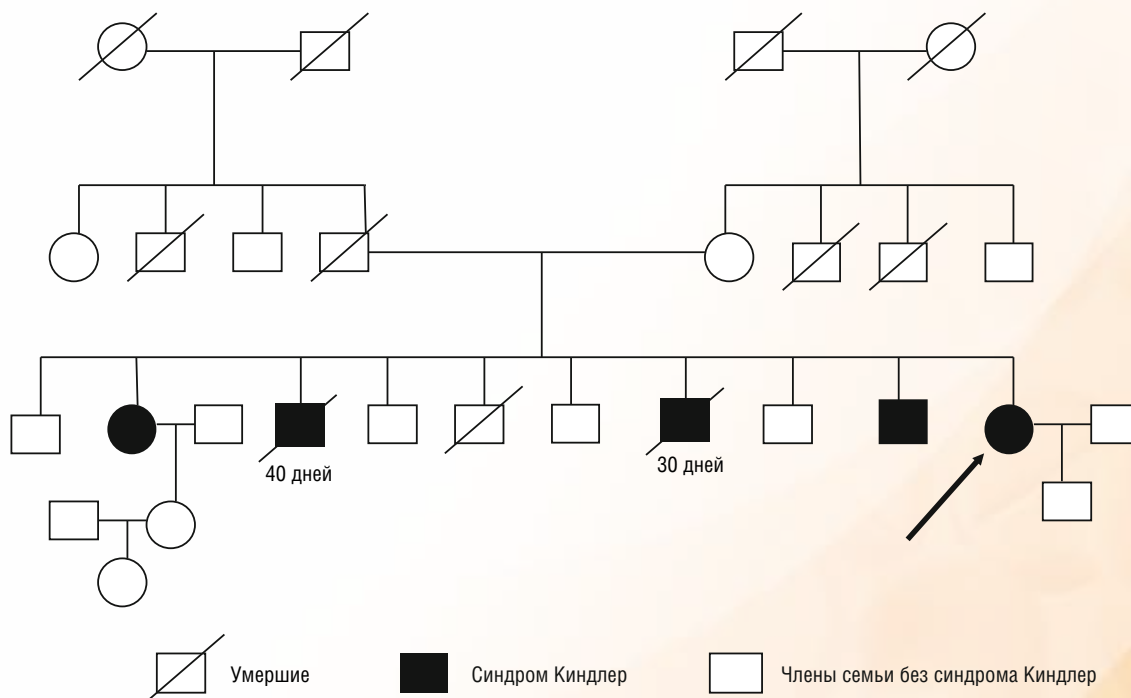 40 дней
30 дней
Умершие
Синдром Киндлер
Члены семьи без синдрома Киндлер